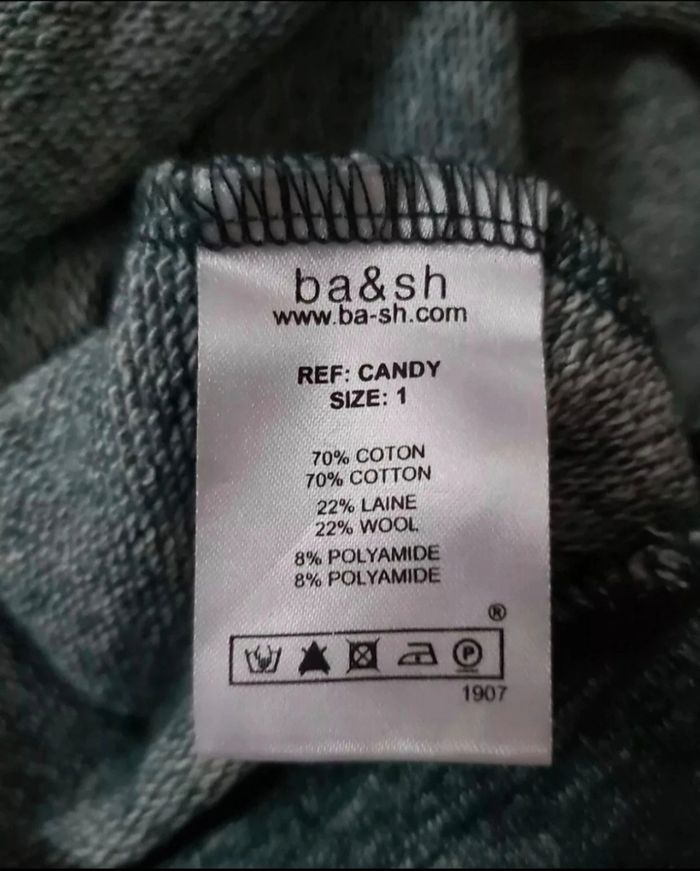 ba&sh
www.ba-sh.com
REF: CANDY
SIZE: 1
70% COTON
70% COTTON
22% LAINE
22% WOOL
8% POLYAMIDE
8% POLYAMIDE
®
P
1907